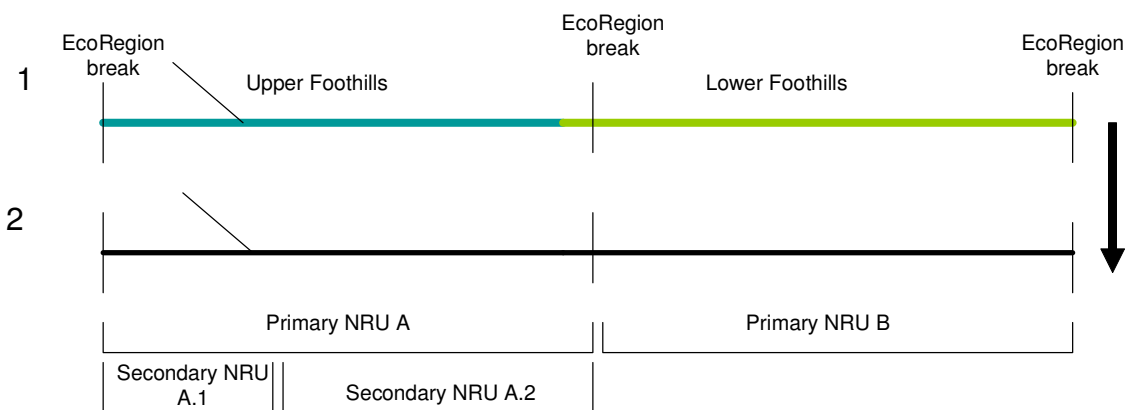 EcoRegion
break
EcoRegion
break
EcoRegion
break
1
Upper Foothills
Lower Foothills
2
Primary NRU A
Primary NRU B
Secondary NRU
A.1
Secondary NRU A.2